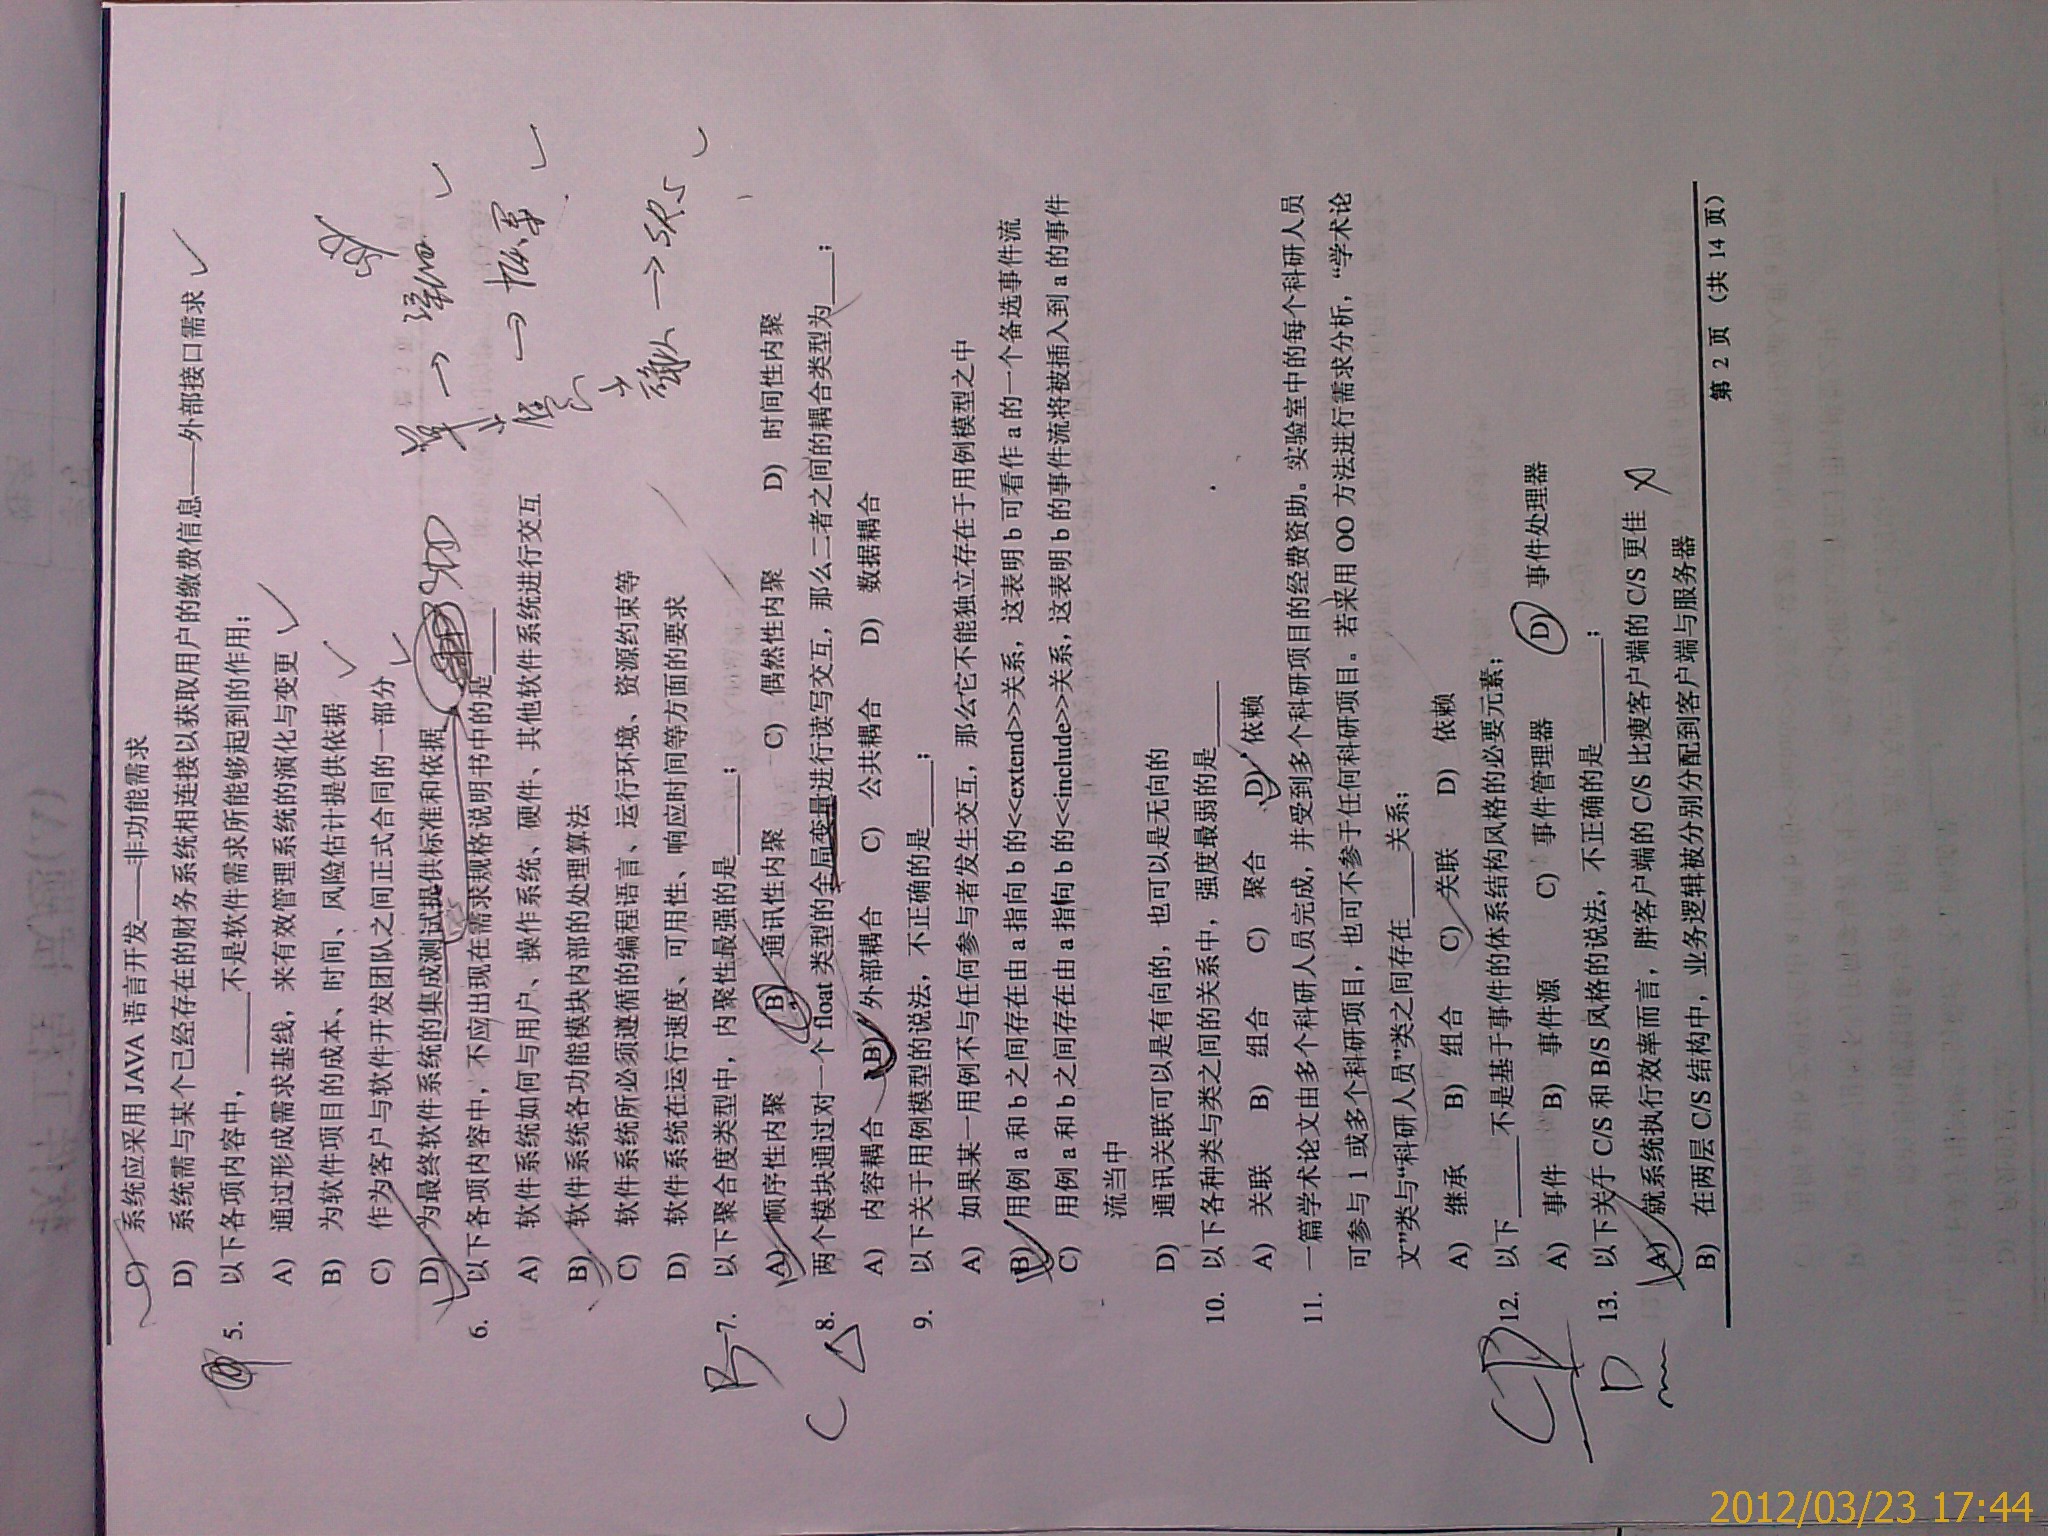 C) 系统应采用 JAVA 语言开发——非功能需求
D) 系统需与某个已经存在的财务系统相连接以获取用户的缴费信息——外部接口需求
5. 以下各项内容中，____不是软件需求所能够起到的作用；
A) 通过形成需求基线，来有效管理系统的演化与变更
B) 为软件项目的成本、时间、风险估计提供依据
C) 作为客户与软件开发团队之间正式合同的一部分
D) 为最终软件系统的集成测试提供标准和依据
6. 以下各项内容中，不应出现在需求规格说明书中的是____
A) 软件系统如何与用户、操作系统、硬件、其他软件系统进行交互
B) 软件系统各功能模块内部的处理算法
C) 软件系统所必须遵循的编程语言、运行环境、资源约束等
D) 软件系统在运行速度、可用性、响应时间等方面的要求
B 7. 以下聚合度类型中，内聚性最强的是____；
A) 顺序性内聚 B) 通讯性内聚 C) 偶然性内聚 D) 时间性内聚
C 8. 两个模块通过对一个 float 类型的全局变量进行读写交互，那么二者之间的耦合类型为____；
A) 内容耦合 B) 外部耦合 C) 公共耦合 D) 数据耦合
9. 以下关于用例模型的说法，不正确的是____；
A) 如果某一用例不与任何参与者发生交互，那么它不能独立存在于用例模型之中
B) 用例 a 和 b 之间存在由 a 指向 b 的<<extend>>关系，这表明 b 可看作 a 的一个备选事件流
C) 用例 a 和 b 之间存在由 a 指向 b 的<<include>>关系，这表明 b 的事件流将被插入到 a 的事件
流当中
D) 通讯关联可以是有向的，也可以是无向的
10. 以下各种类与类之间的关系中，强度最弱的是____
A) 关联 B) 组合 C) 聚合 D) 依赖
11. 一篇学术论文由多个科研人员完成，并受到多个科研项目的经费资助。实验室中的每个科研人员
可参与 1 或多个科研项目，也可不参于任何科研项目。若采用 OO 方法进行需求分析，“学术论
文”类与“科研人员”类之间存在____关系；
A) 继承 B) 组合 C) 关联 D) 依赖
CD 12. 以下____不是基于事件的体系结构风格的必要元素；
A) 事件 B) 事件源 C) 事件管理器 D) 事件处理器
D 13. 以下关于 C/S 和 B/S 风格的说法，不正确的是____；
A) 就系统执行效率而言，胖客户端的 C/S 比瘦客户端的 C/S 更佳
B) 在两层 C/S 结构中，业务逻辑被分别分配到客户端与服务器
→ SRS
第 2 页 （共 14 页）
2012/03/23 17:44